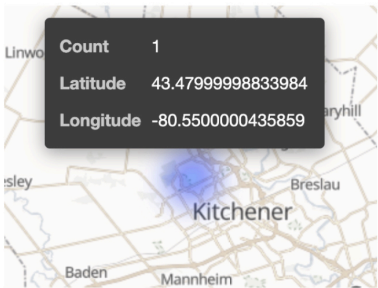 Linwo
Count 1
Latitude 43.47999998833984
Longitude -80.5500000435859
aryhill
sley
Breslau
Kitchener
Baden
Mannheim